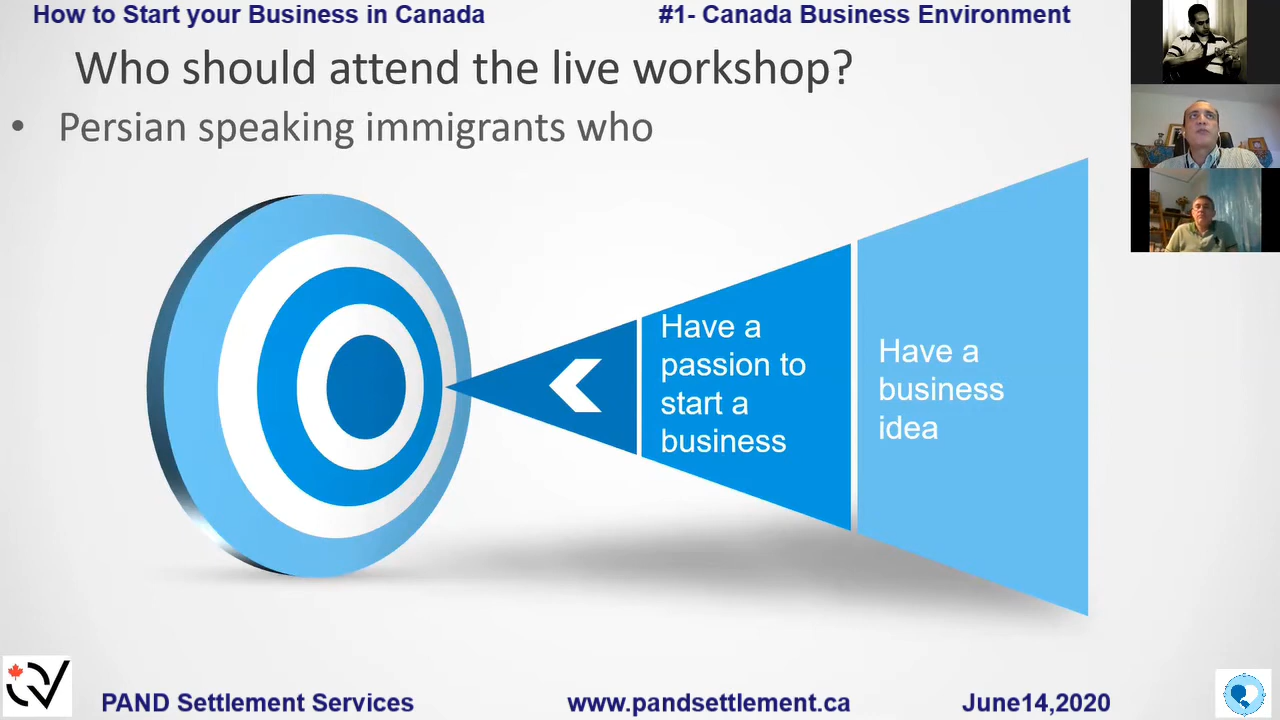 How to Start your Business in Canada
#1- Canada Business Environment
Who should attend the live workshop?
• Persian speaking immigrants who
Have a
passion to
start a
business
Have a
business
idea
PAND Settlement Services
www.pandsettlement.ca
June14,2020